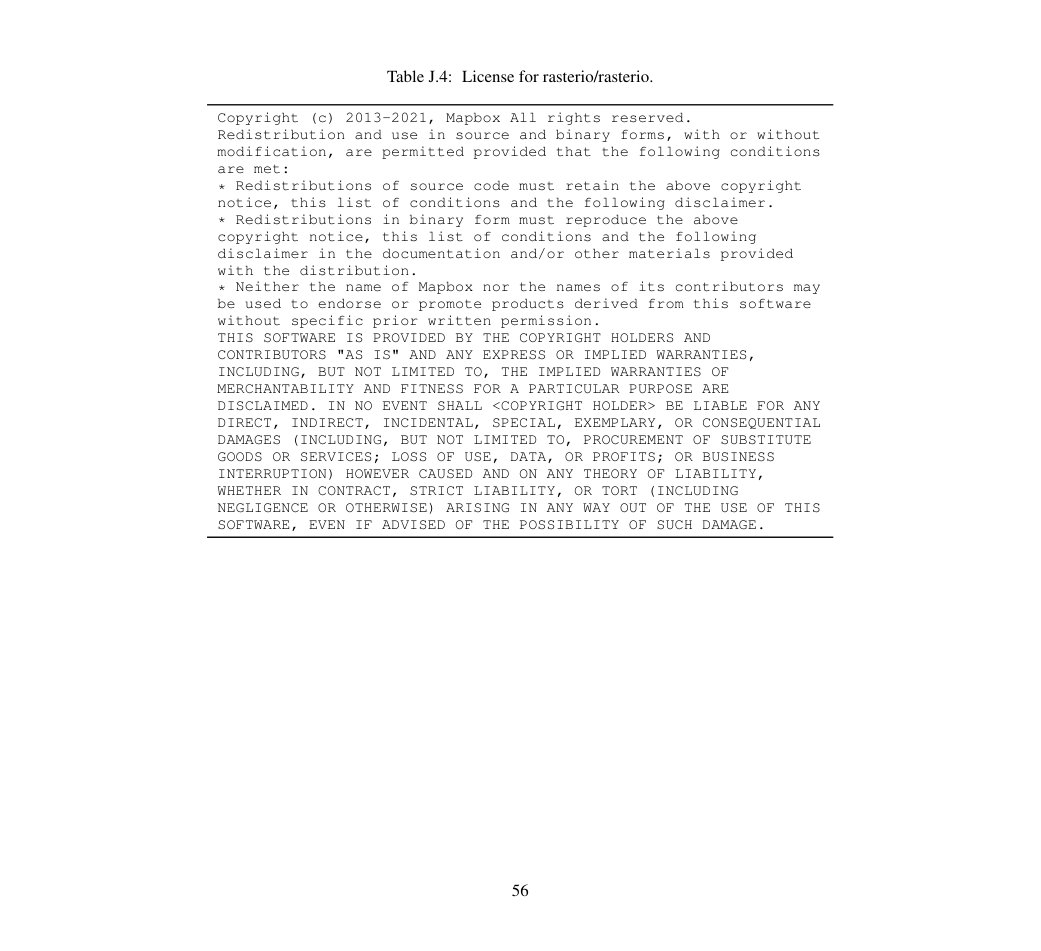 Table J.4: License for rasterio/rasterio.
Copyright (c) 2013-2021, Mapbox All rights reserved.
Redistribution and use in source and binary forms, with or without
modification, are permitted provided that the following conditions
are met:
* Redistributions of source code must retain the above copyright
notice, this list of conditions and the following disclaimer.
* Redistributions in binary form must reproduce the above
copyright notice, this list of conditions and the following
disclaimer in the documentation and/or other materials provided
with the distribution.
* Neither the name of Mapbox nor the names of its contributors may
be used to endorse or promote products derived from this software
without specific prior written permission.
THIS SOFTWARE IS PROVIDED BY THE COPYRIGHT HOLDERS AND
CONTRIBUTORS "AS IS" AND ANY EXPRESS OR IMPLIED WARRANTIES,
INCLUDING, BUT NOT LIMITED TO, THE IMPLIED WARRANTIES OF
MERCHANTABILITY AND FITNESS FOR A PARTICULAR PURPOSE ARE
DISCLAIMED. IN NO EVENT SHALL <COPYRIGHT HOLDER> BE LIABLE FOR ANY
DIRECT, INDIRECT, INCIDENTAL, SPECIAL, EXEMPLARY, OR CONSEQUENTIAL
DAMAGES (INCLUDING, BUT NOT LIMITED TO, PROCUREMENT OF SUBSTITUTE
GOODS OR SERVICES; LOSS OF USE, DATA, OR PROFITS; OR BUSINESS
INTERRUPTION) HOWEVER CAUSED AND ON ANY THEORY OF LIABILITY,
WHETHER IN CONTRACT, STRICT LIABILITY, OR TORT (INCLUDING
NEGLIGENCE OR OTHERWISE) ARISING IN ANY WAY OUT OF THE USE OF THIS
SOFTWARE, EVEN IF ADVISED OF THE POSSIBILITY OF SUCH DAMAGE.
56